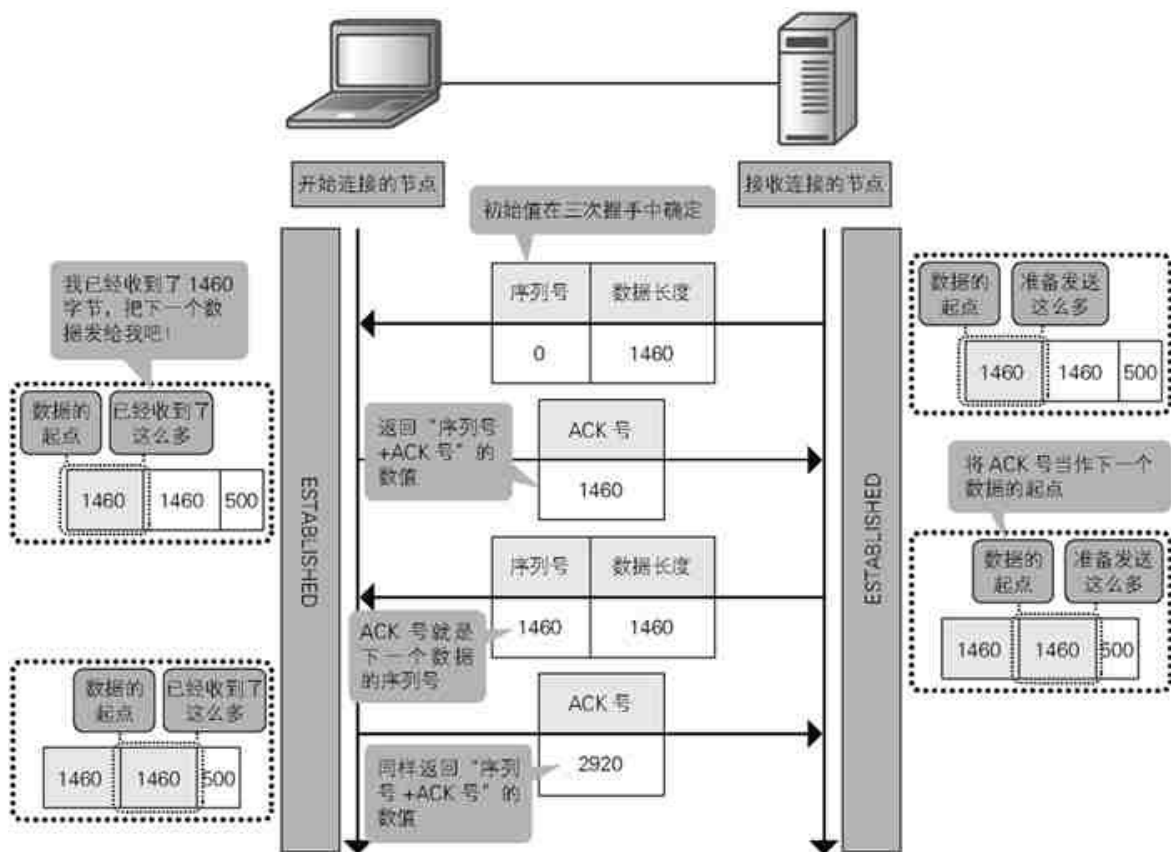 开始连接的节点
接收连接的节点
初始值在三次握手中确定
序列号
数据长度
0
1460
我已经收到了 1460
字节，把下一个数
据发给我吧！
数据的
起点
已经收到了
这么多
1460
1460
500
数据的
起点
准备发送
这么多
1460
1460
500
返回“序列号
+ACK 号”的
数值
ACK 号
1460
将 ACK 号当作下一个
数据的起点
ESTABLISHED
ESTABLISHED
序列号
数据长度
1460
1460
ACK 号就是
下一个数据
的序列号
数据的
起点
准备发送
这么多
1460
1460
500
数据的
起点
已经收到了
这么多
1460
1460
500
ACK 号
2920
同样返回“序列
号 +ACK 号”的
数值